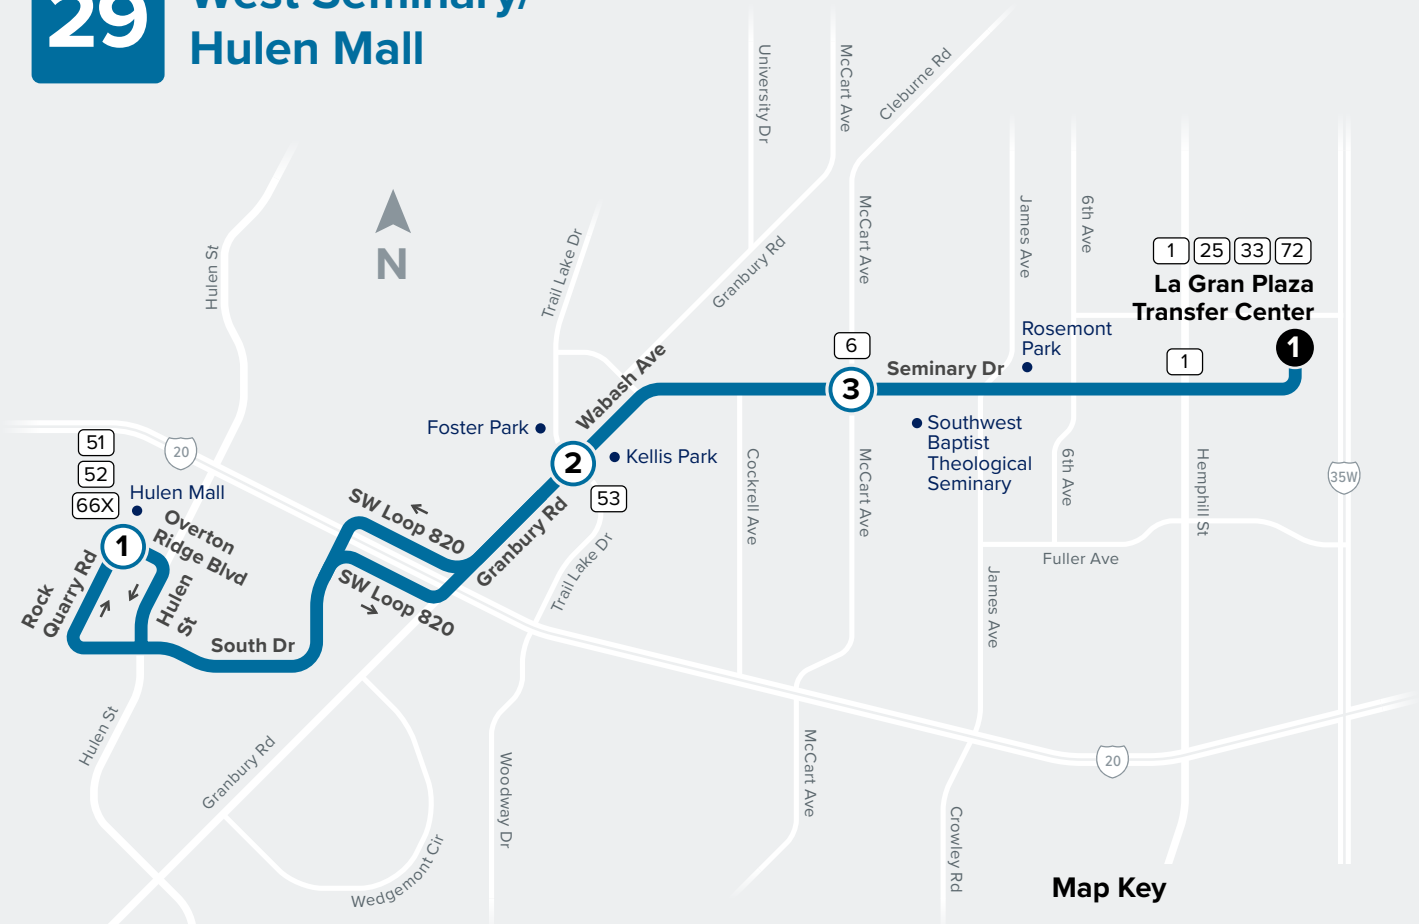 29
West Seminary/
Hulen Mall
University Dr
McCart Ave
Cleburne Rd
N
Hulen St
Trail Lake Dr
Granbury Rd
McCart Ave
James Ave
6th Ave
1 25 33 72
La Gran Plaza
Transfer Center
1
Rosemont
Park
6
1
Seminary Dr
3
Wabash Ave
Foster Park
2
Kellis Park
Southwest
Baptist
Theological
Seminary
Cockrell Ave
McCart Ave
6th Ave
Hemphill St
35W
20
51
52
66X
Hulen Mall
1
Overton
Ridge Blvd
Rock
Quarry Rd
Hulen
St
South Dr
SW Loop 820
SW Loop 820
Granbury Rd
53
Trail Lake Dr
Fuller Ave
James Ave
Hulen St
Granbury Rd
Woodway Dr
McCart Ave
20
Crowley Rd
Wedgemont Cir
Map Key